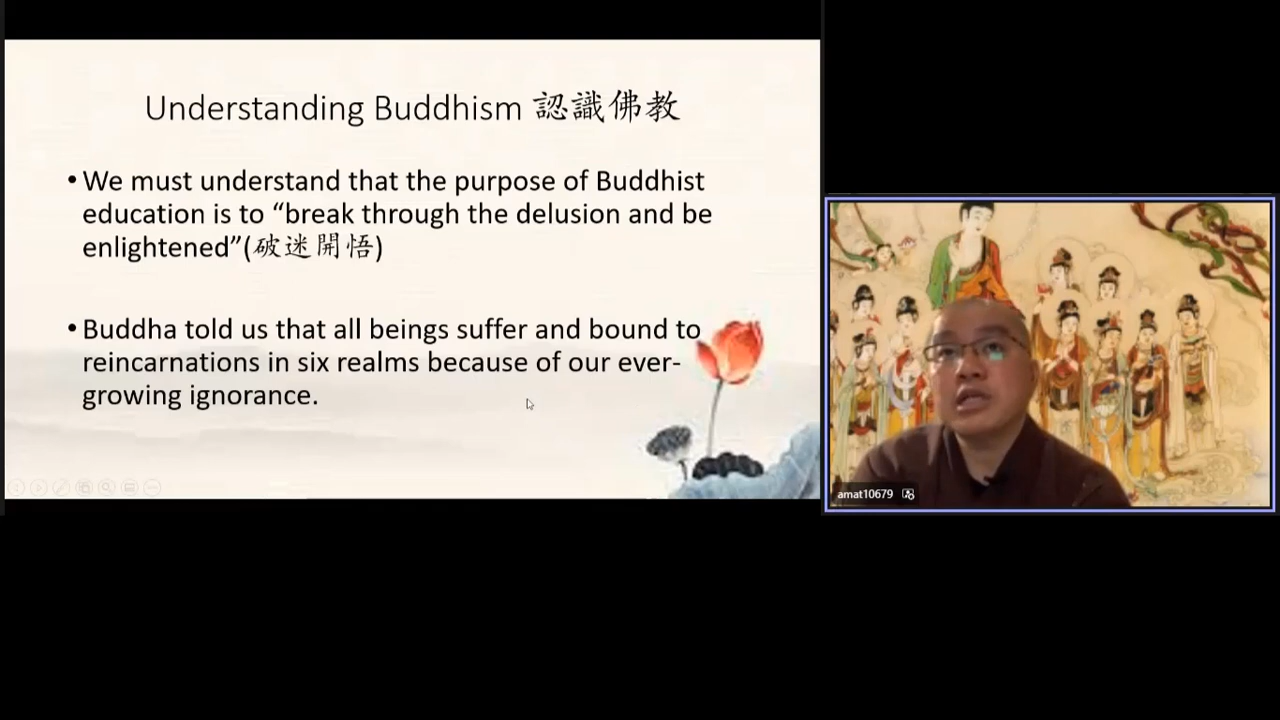 Understanding Buddhism 認識佛教
•We must understand that the purpose of Buddhist
education is to “break through the delusion and be
enlightened”(破迷開悟)
•Buddha told us that all beings suffer and bound to
reincarnations in six realms because of our ever-
growing ignorance.
amat10679